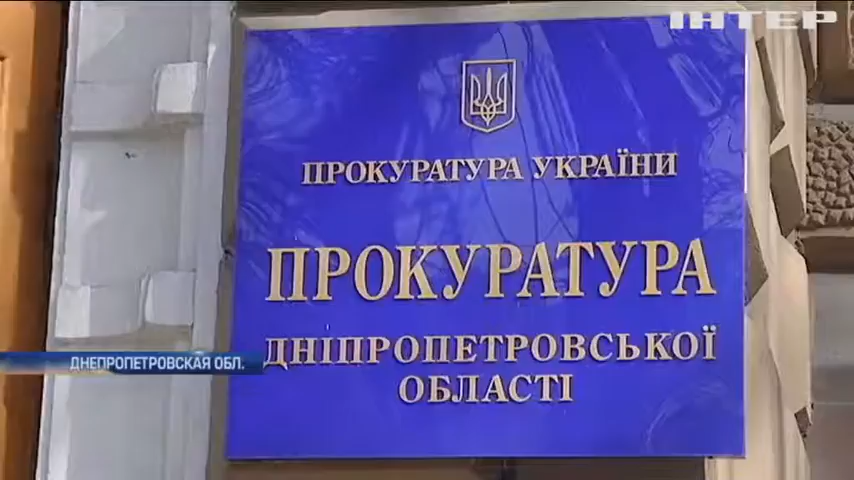 ІНТЕР
ПРОКУРАТУРА УКРАЇНИ
ПРОКУРАТУРА
ДНІПРОПЕТРОВСЬКОЇ
ОБЛАСТІ
ДНЕПРОПЕТРОВСКАЯ ОБЛ.